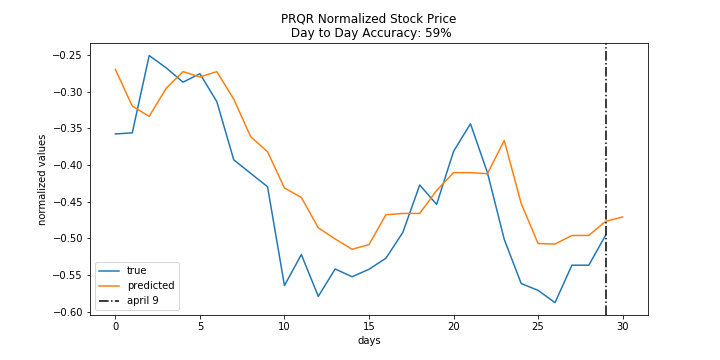 PRQR Normalized Stock Price
Day to Day Accuracy: 59%
−0.25
−0.30
−0.35
−0.40
−0.45
−0.50
−0.55
−0.60
normalized values
true
predicted
april 9
0 5 10 15 20 25 30
days